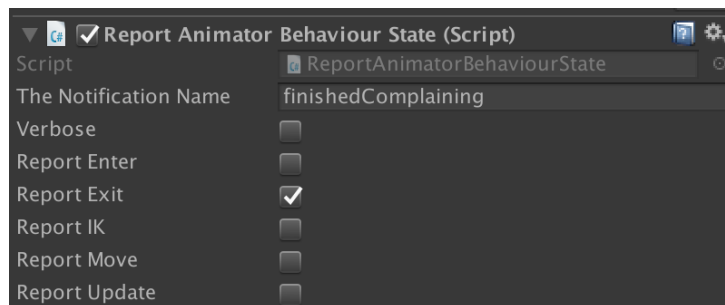 Report Animator Behaviour State (Script)
Script ReportAnimatorBehaviourState
The Notification Name finishedComplaining
Verbose
Report Enter
Report Exit
Report IK
Report Move
Report Update